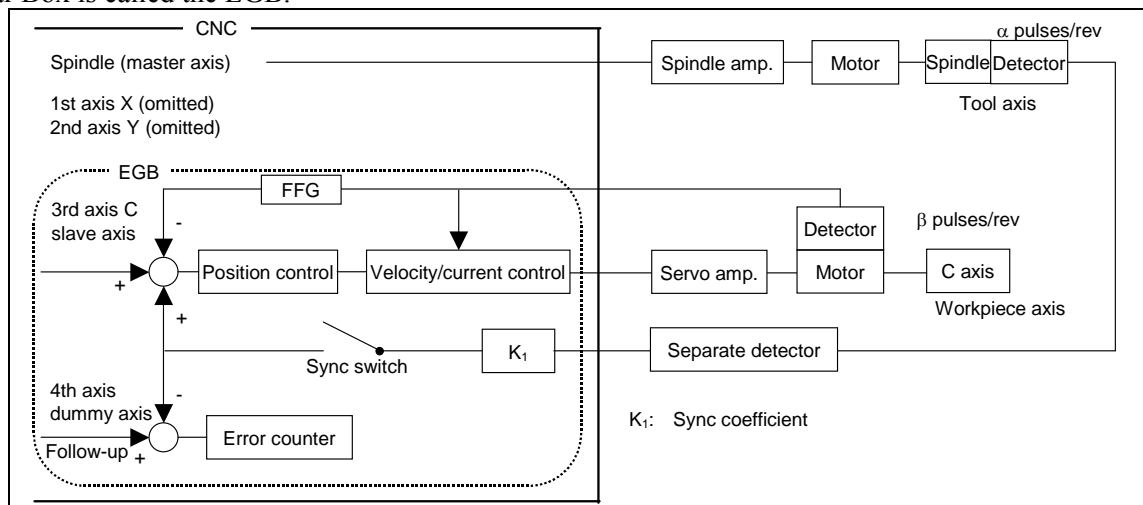 ar Box is called the EGB.
CNC
α pulses/rev
Spindle (master axis)
Spindle amp.
Motor
Spindle
Detector
Tool axis
1st axis X (omitted)
2nd axis Y (omitted)
EGB
FFG
3rd axis C
slave axis
-
Detector
β pulses/rev
Position control
Velocity/current control
Servo amp.
Motor
C axis
+
+
Workpiece axis
Sync switch
K1
Separate detector
4th axis
dummy axis
-
Error counter
K1: Sync coefficient
Follow-up
+